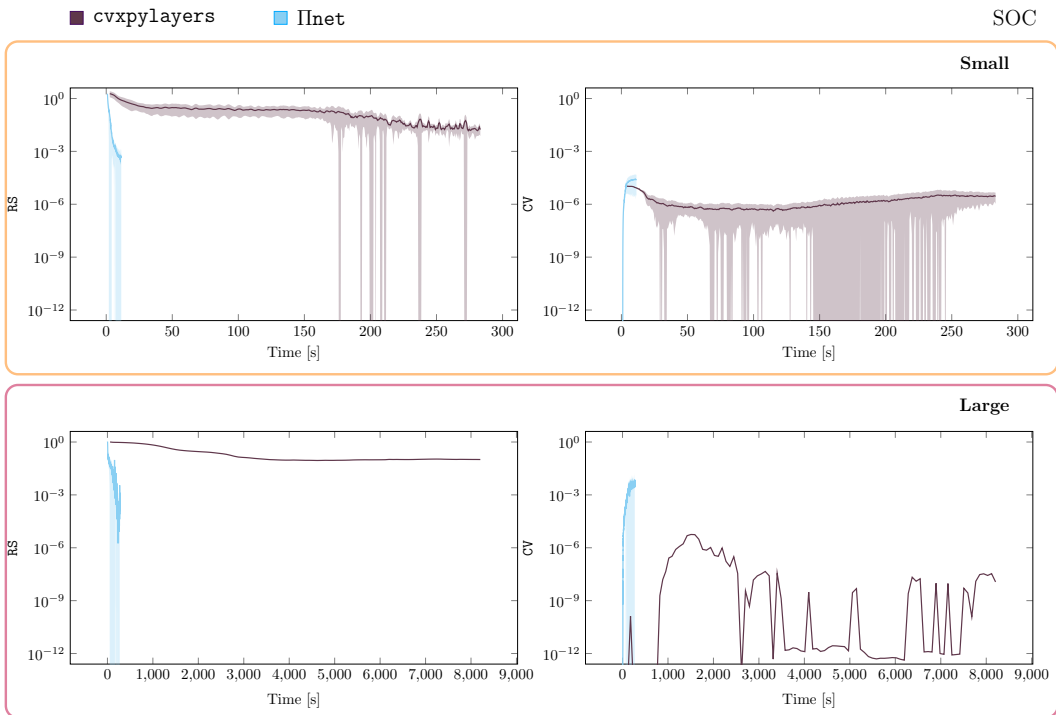 cvxpylayers Πnet SOC
Small
10^0
10^-3
10^-6
10^-9
10^-12
RS
0 50 100 150 200 250 300
Time [s]
10^0
10^-3
10^-6
10^-9
10^-12
CV
0 50 100 150 200 250 300
Time [s]
Large
10^0
10^-3
10^-6
10^-9
10^-12
RS
0 1,000 2,000 3,000 4,000 5,000 6,000 7,000 8,000 9,000
Time [s]
10^0
10^-3
10^-6
10^-9
10^-12
CV
0 1,000 2,000 3,000 4,000 5,000 6,000 7,000 8,000 9,000
Time [s]